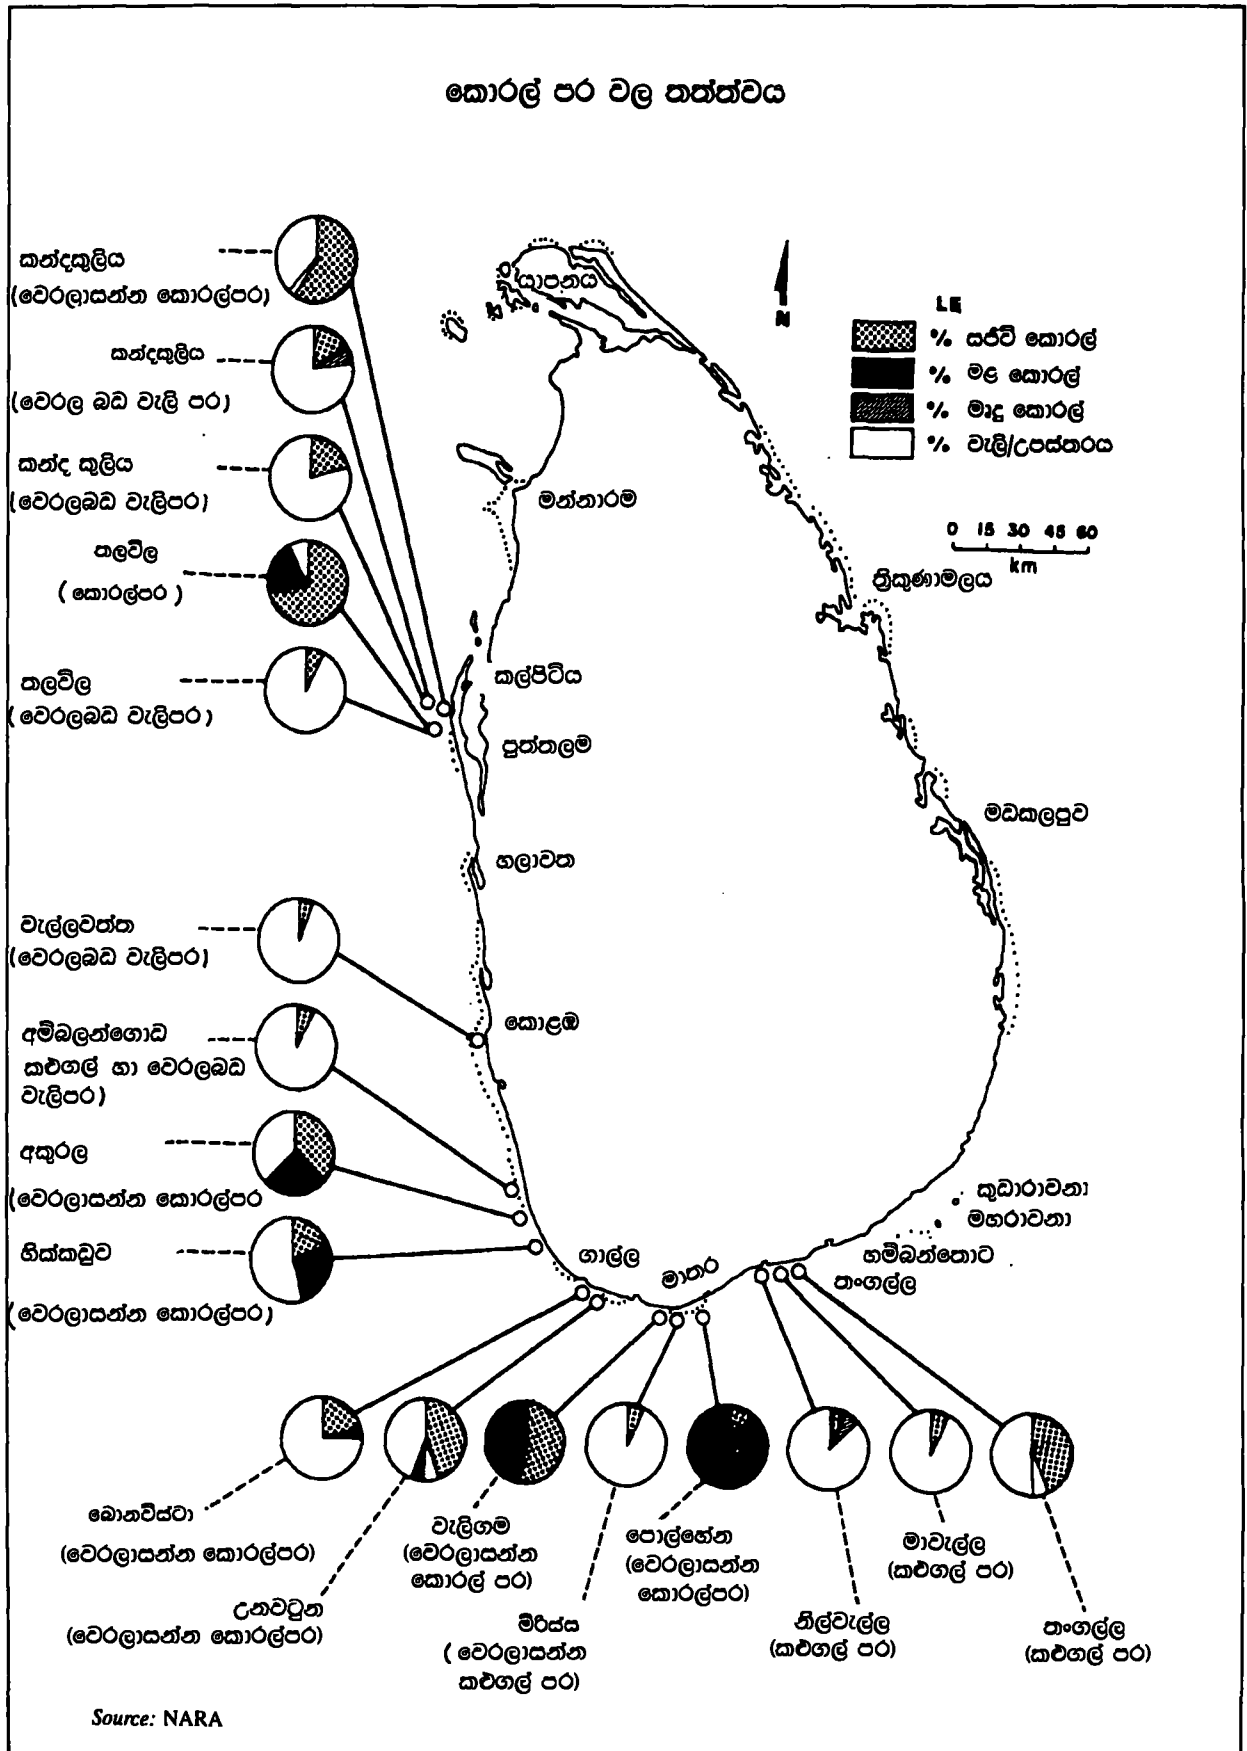 කොරල් පර වල තත්ත්වය
කන්දකුලිය
(වෙරලාසන්න කොරල්පර)
කන්දකුලිය
(වෙරල බඩ වැලි පර)
කන්ද කුලිය
(වෙරලබඩ වැලිපර)
තලවිල
( කොරල්පර )
තලවිල
(වෙරලබඩ වැලිපර)
වැල්ලවත්ත
(වෙරලබඩ වැලිපර)
අම්බලන්ගොඩ
කළුගල් හා වෙරලබඩ
වැලිපර)
අකුරල
(වෙරලාසන්න කොරල්පර
හික්කඩුව
(වෙරලාසන්න කොරල්පර)
යාපනය
මන්නාරම
කල්පිටිය
පුත්තලම
හලාවත
කොළඹ
ගාල්ල
මාතර
තංගල්ල
හම්බන්තොට
මහරාවනා
කුඩාරාවනා
මඩකලපුව
ත්‍රිකුණාමලය
N
LE
% සජීවී කොරල්
% මළ කොරල්
% මෘදු කොරල්
% වැලි/උපස්තරය
0 15 30 45 60
km
බොනවිස්ටා
(වෙරලාසන්න කොරල්පර)
උනවටුන
(වෙරලාසන්න කොරල්පර)
වැලිගම
(වෙරලාසන්න
කොරල් පර)
මිරිස්ස
( වෙරලාසන්න
කළුගල් පර)
පොල්හේන
(වෙරලාසන්න
කොරල්පර)
නිල්වැල්ල
(කළුගල් පර)
මාවැල්ල
(කළුගල් පර)
තංගල්ල
(කළුගල් පර)
Source: NARA